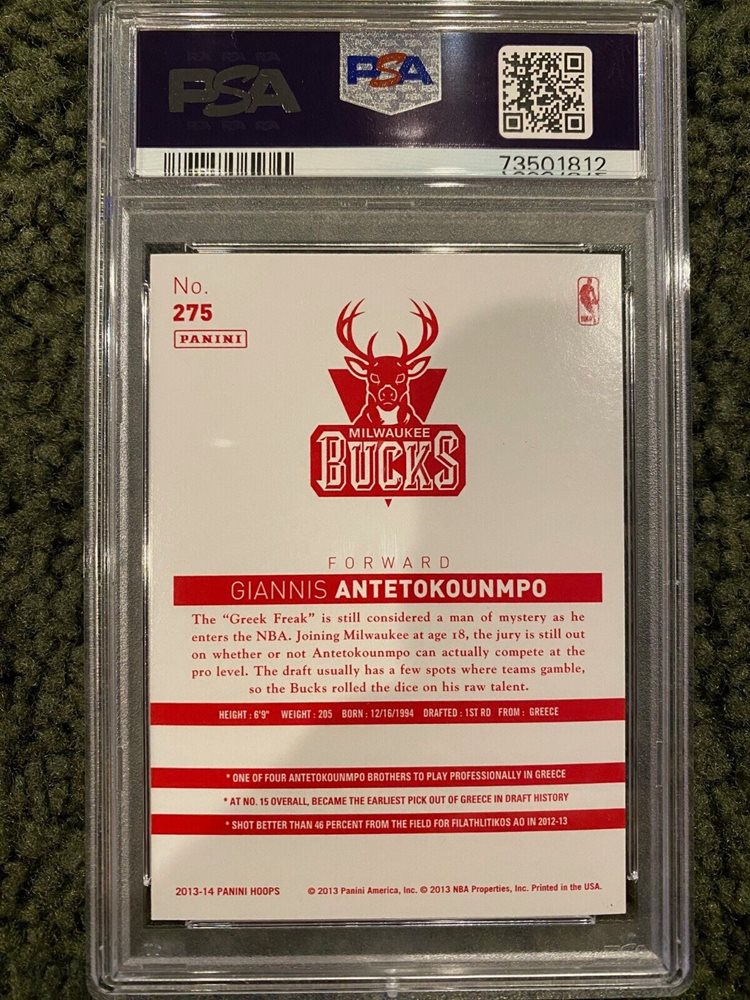 PSA PSA
73501812
No.
275
PANINI
MILWAUKEE
BUCKS
FORWARD
GIANNIS ANTETOKOUNMPO
The “Greek Freak” is still considered a man of mystery as he
enters the NBA. Joining Milwaukee at age 18, the jury is still out
on whether or not Antetokounmpo can actually compete at the
pro level. The draft usually has a few spots where teams gamble,
so the Bucks rolled the dice on his raw talent.
HEIGHT : 6'9" WEIGHT : 205 BORN : 12/16/1994 DRAFTED : 1ST RD FROM : GREECE
* ONE OF FOUR ANTETOKOUNMPO BROTHERS TO PLAY PROFESSIONALLY IN GREECE
* AT NO. 15 OVERALL, BECAME THE EARLIEST PICK OUT OF GREECE IN DRAFT HISTORY
* SHOT BETTER THAN 46 PERCENT FROM THE FIELD FOR FILATHLITIKOS AO IN 2012-13
2013-14 PANINI HOOPS © 2013 Panini America, Inc. © 2013 NBA Properties, Inc. Printed in the USA.
PSA